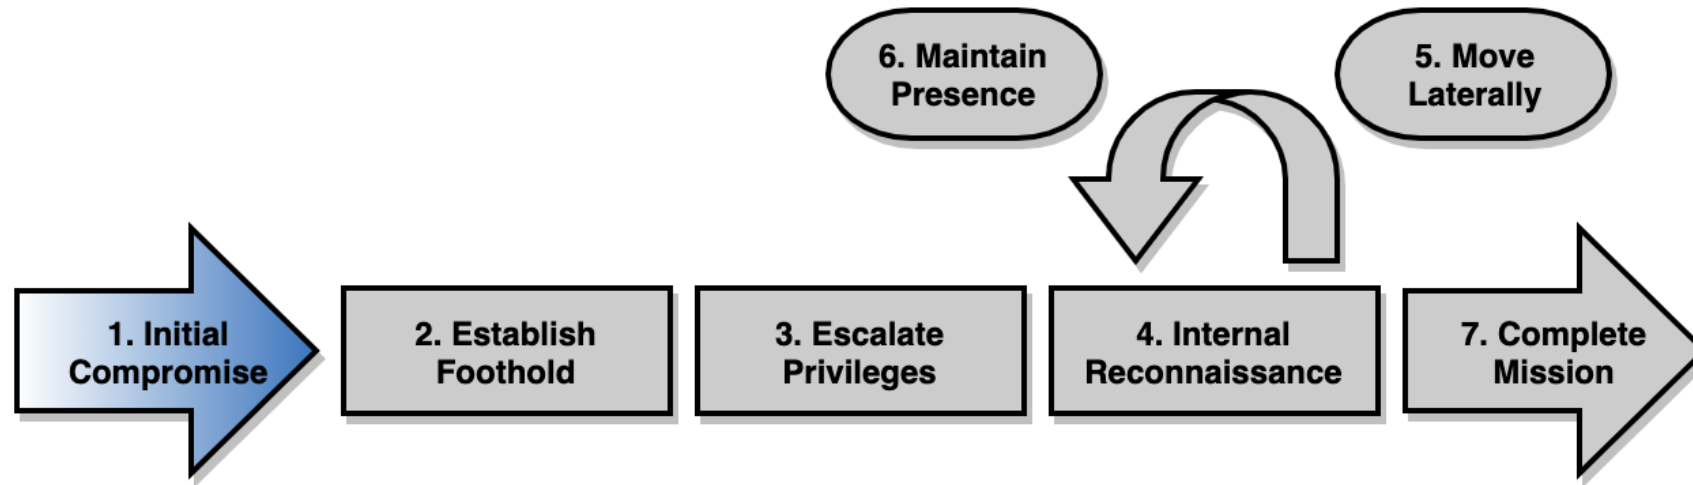 6. Maintain
Presence
5. Move
Laterally
1. Initial
Compromise
2. Establish
Foothold
3. Escalate
Privileges
4. Internal
Reconnaissance
7. Complete
Mission